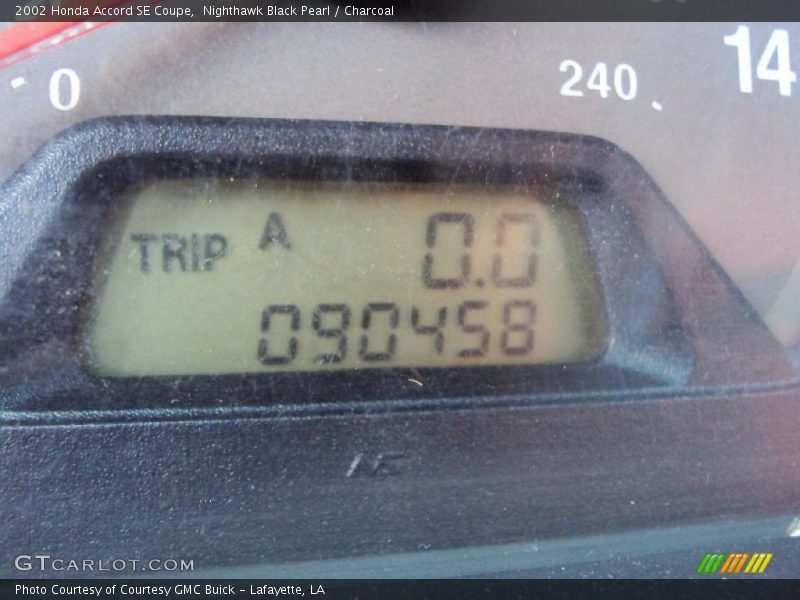 2002 Honda Accord SE Coupe, Nighthawk Black Pearl / Charcoal
0
240
14
TRIP A 0.0
090458
GTCARLOT.COM
Photo Courtesy of Courtesy GMC Buick - Lafayette, LA